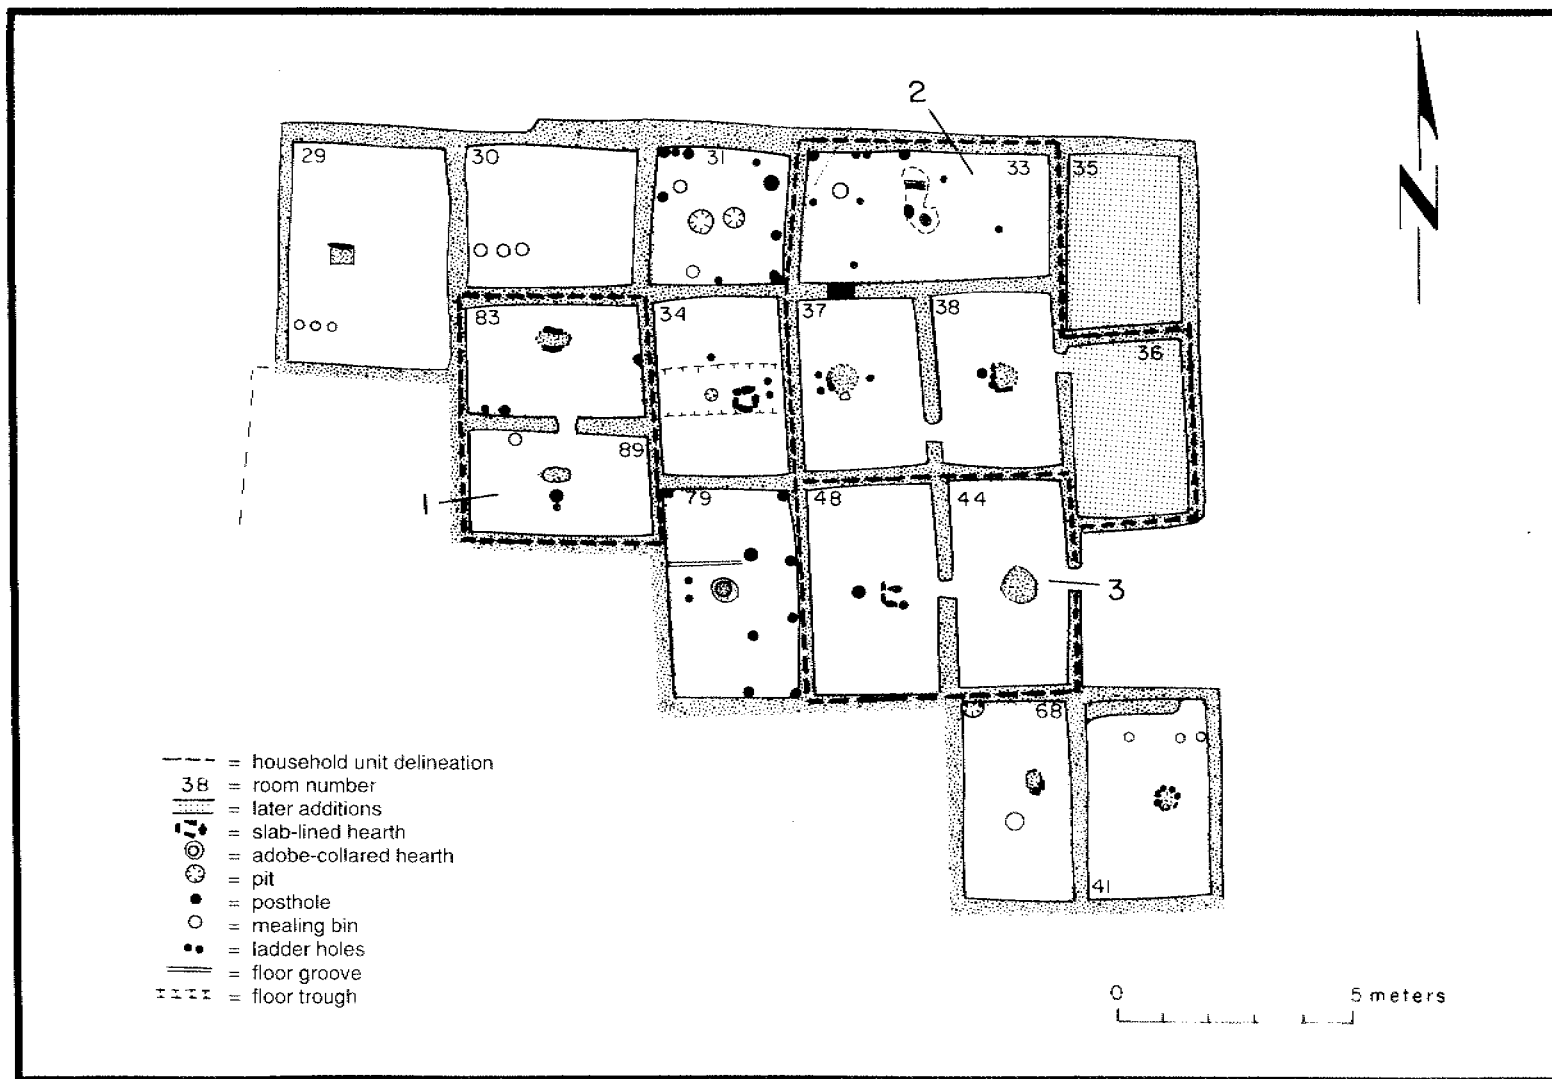 2
29 30 31 33 35
N
83 34 37 38 36
89
1
79 48 44
3
68
41
---- = household unit delineation
38 = room number
= later additions
= slab-lined hearth
= adobe-collared hearth
= pit
= posthole
= mealing bin
= ladder holes
= floor groove
= floor trough
0 5 meters